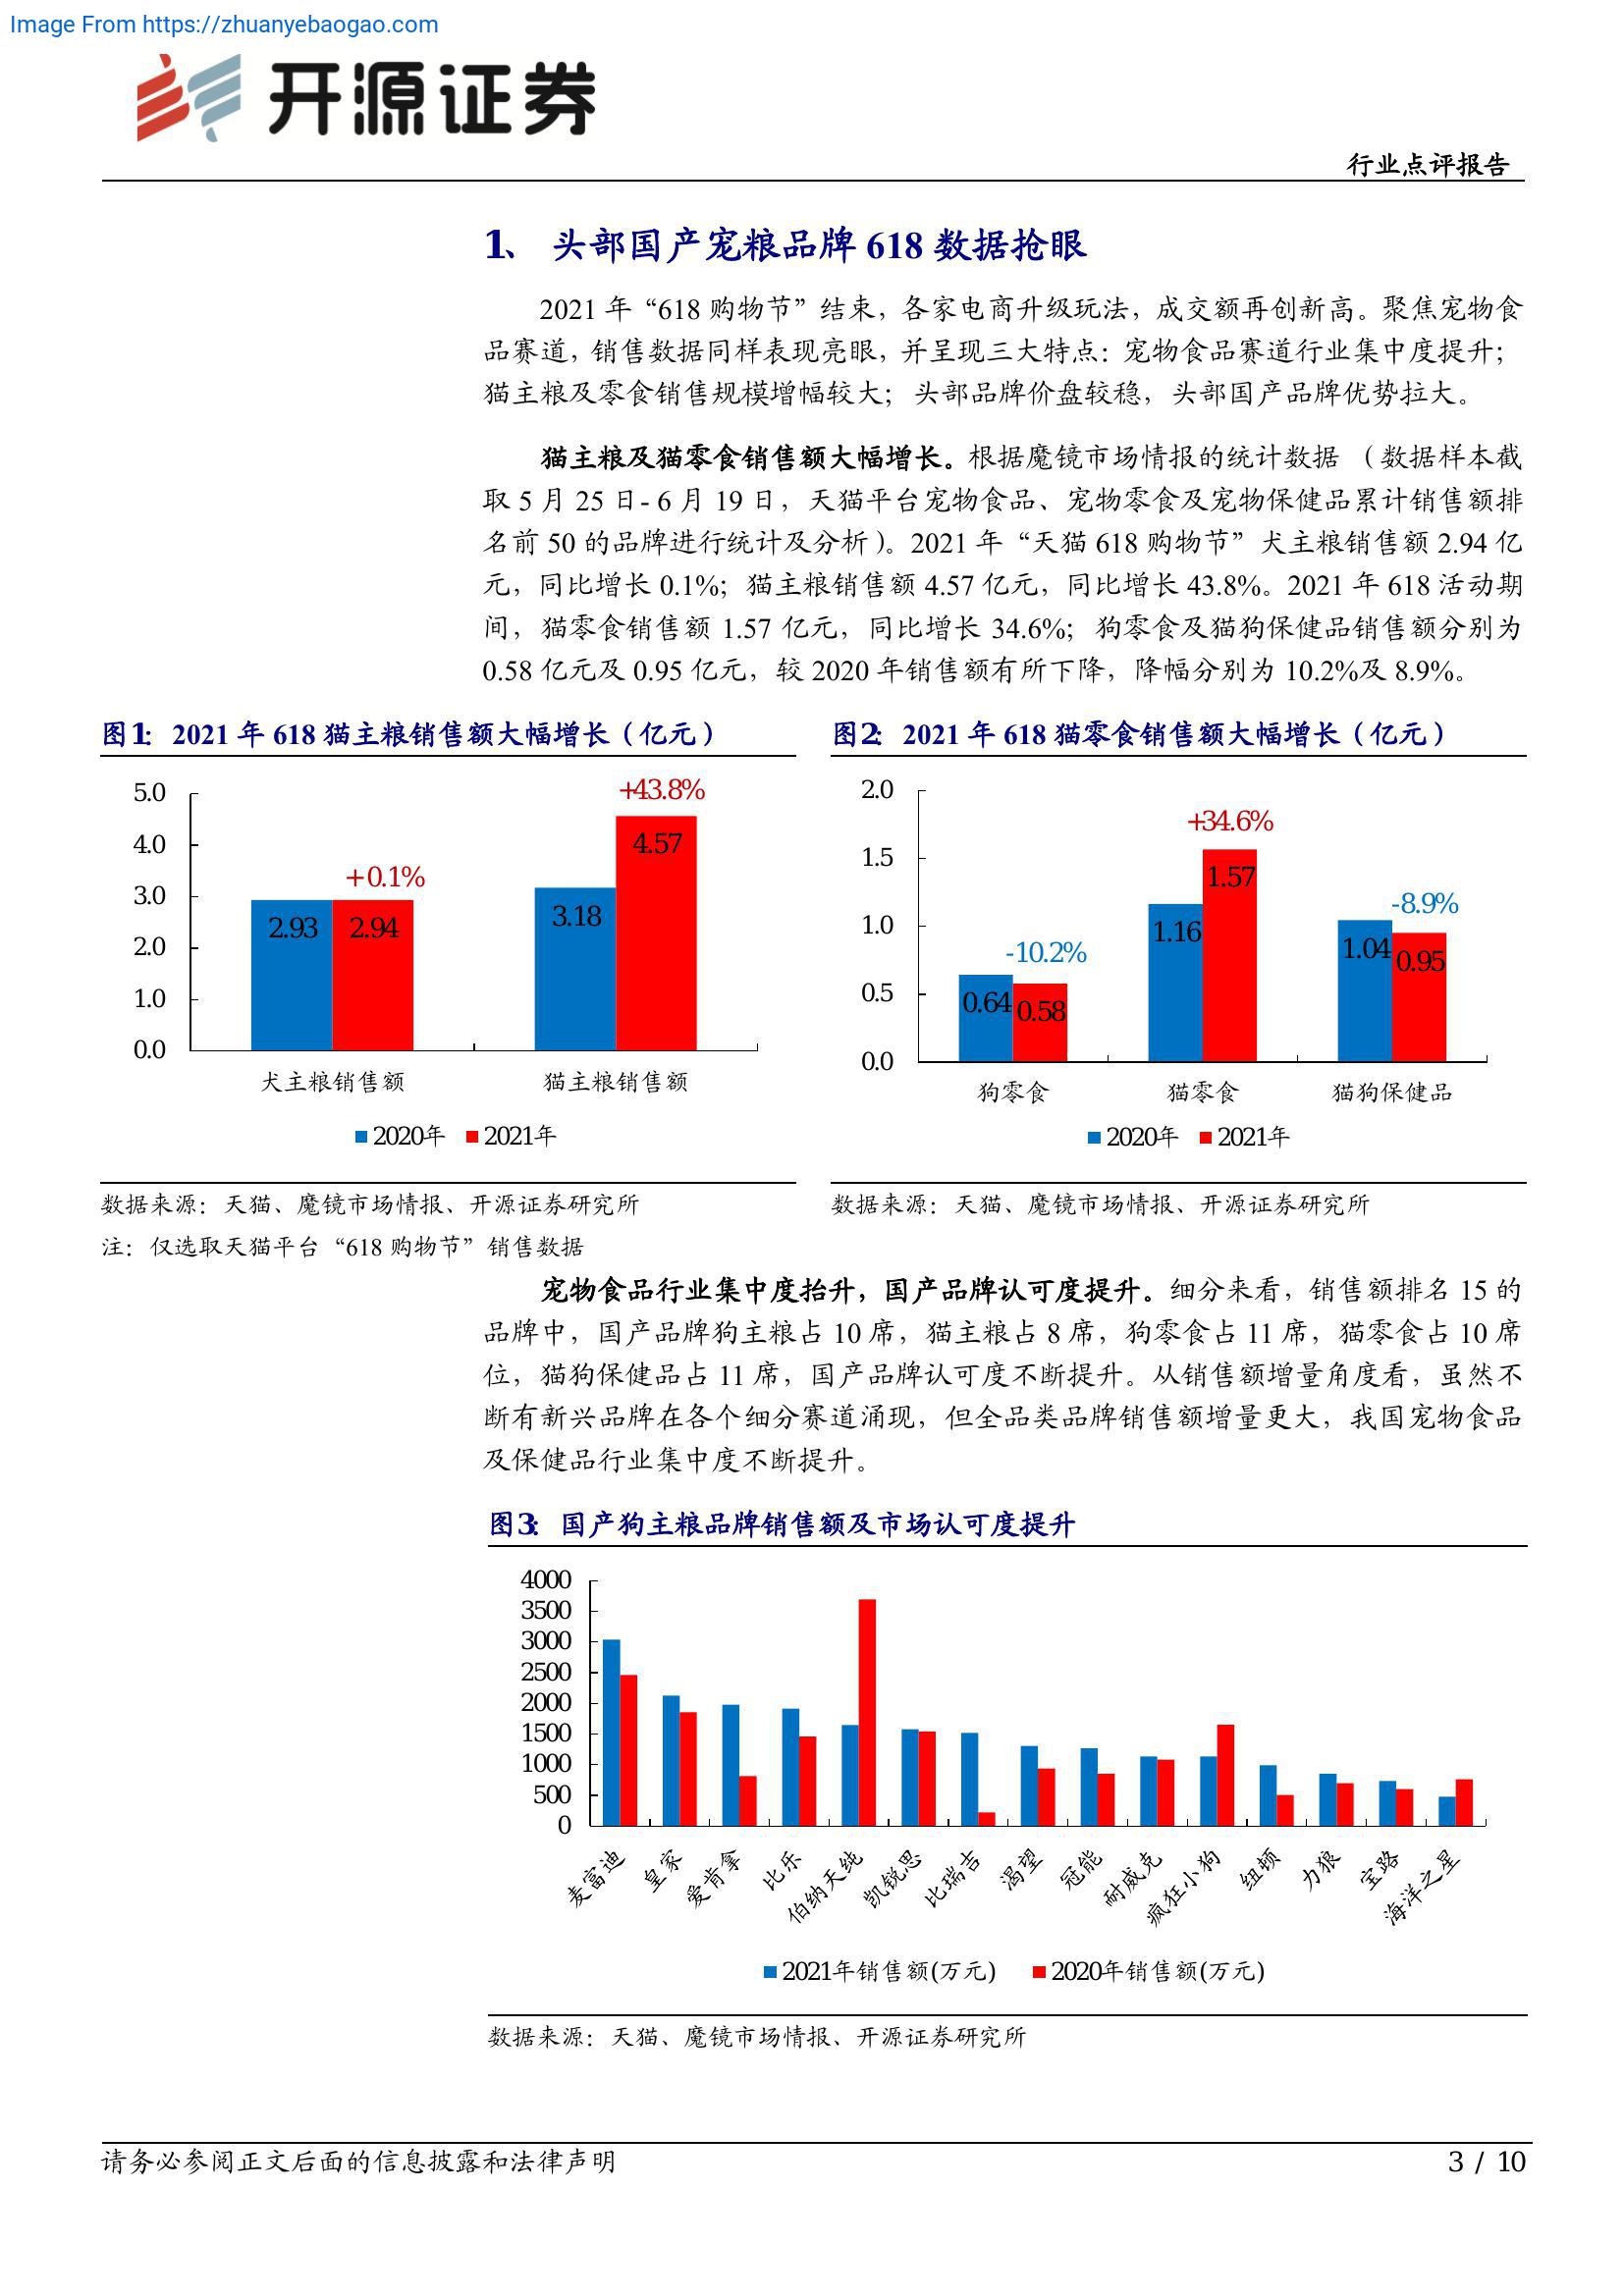 Image From https://zhuanyebaogao.com
开源证券
行业点评报告
1、 头部国产宠粮品牌 618 数据抢眼
2021 年“618 购物节”结束，各家电商升级玩法，成交额再创新高。聚焦宠物食
品赛道，销售数据同样表现亮眼，并呈现三大特点：宠物食品赛道行业集中度提升；
猫主粮及零食销售规模增幅较大；头部品牌价盘较稳，头部国产品牌优势拉大。
猫主粮及猫零食销售额大幅增长。根据魔镜市场情报的统计数据 （数据样本截
取 5 月 25 日- 6 月 19 日，天猫平台宠物食品、宠物零食及宠物保健品累计销售额排
名前 50 的品牌进行统计及分析）。2021 年“天猫 618 购物节”犬主粮销售额 2.94 亿
元，同比增长 0.1%；猫主粮销售额 4.57 亿元，同比增长 43.8%。2021 年 618 活动期
间，猫零食销售额 1.57 亿元，同比增长 34.6%；狗零食及猫狗保健品销售额分别为
0.58 亿元及 0.95 亿元，较 2020 年销售额有所下降，降幅分别为 10.2%及 8.9%。
图1： 2021 年 618 猫主粮销售额大幅增长（亿元）
5.0
4.0
3.0
2.0
1.0
0.0
+0.1%
+43.8%
2.93
2.94
3.18
4.57
犬主粮销售额
猫主粮销售额
2020年
2021年
数据来源：天猫、魔镜市场情报、开源证券研究所
注：仅选取天猫平台“618 购物节”销售数据
图2： 2021 年 618 猫零食销售额大幅增长（亿元）
2.0
1.5
1.0
0.5
0.0
-10.2%
+34.6%
-8.9%
0.64
0.58
1.16
1.57
1.04
0.95
狗零食
猫零食
猫狗保健品
2020年
2021年
数据来源：天猫、魔镜市场情报、开源证券研究所
宠物食品行业集中度抬升，国产品牌认可度提升。细分来看，销售额排名 15 的
品牌中，国产品牌狗主粮占 10 席，猫主粮占 8 席，狗零食占 11 席，猫零食占 10 席
位，猫狗保健品占 11 席，国产品牌认可度不断提升。从销售额增量角度看，虽然不
断有新兴品牌在各个细分赛道涌现，但全品类品牌销售额增量更大，我国宠物食品
及保健品行业集中度不断提升。
图3： 国产狗主粮品牌销售额及市场认可度提升
4000
3500
3000
2500
2000
1500
1000
500
0
麦富迪
皇家
爱肯拿
比乐
伯纳天纯
凯锐思
比瑞吉
渴望
冠能
耐威克
疯狂小狗
纽顿
力狼
宝路
海洋之星
2021年销售额(万元)
2020年销售额(万元)
数据来源：天猫、魔镜市场情报、开源证券研究所
请务必参阅正文后面的信息披露和法律声明
3 / 10